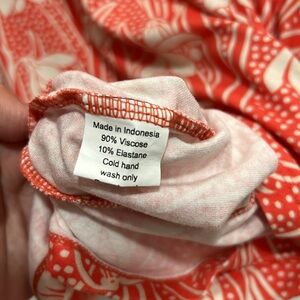 Made in Indonesia
90% Viscose
10% Elastane
Cold hand
wash only